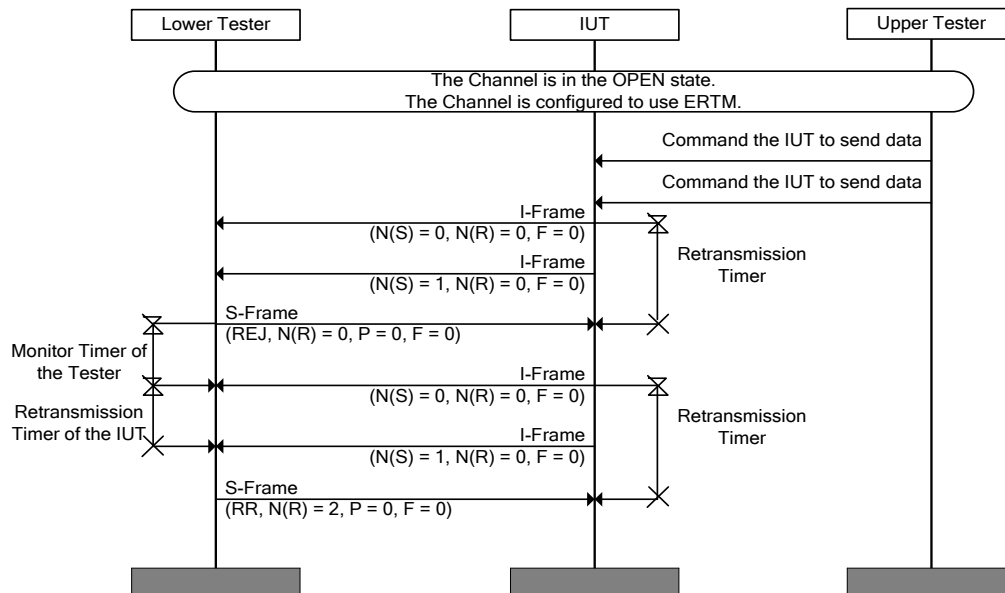 Lower Tester
IUT
Upper Tester
The Channel is in the OPEN state.
The Channel is configured to use ERTM.
Command the IUT to send data
Command the IUT to send data
I-Frame
(N(S) = 0, N(R) = 0, F = 0)
Retransmission
Timer
I-Frame
(N(S) = 1, N(R) = 0, F = 0)
S-Frame
(REJ, N(R) = 0, P = 0, F = 0)
Monitor Timer of
the Tester
I-Frame
(N(S) = 0, N(R) = 0, F = 0)
Retransmission
Timer of the IUT
Retransmission
Timer
I-Frame
(N(S) = 1, N(R) = 0, F = 0)
S-Frame
(RR, N(R) = 2, P = 0, F = 0)